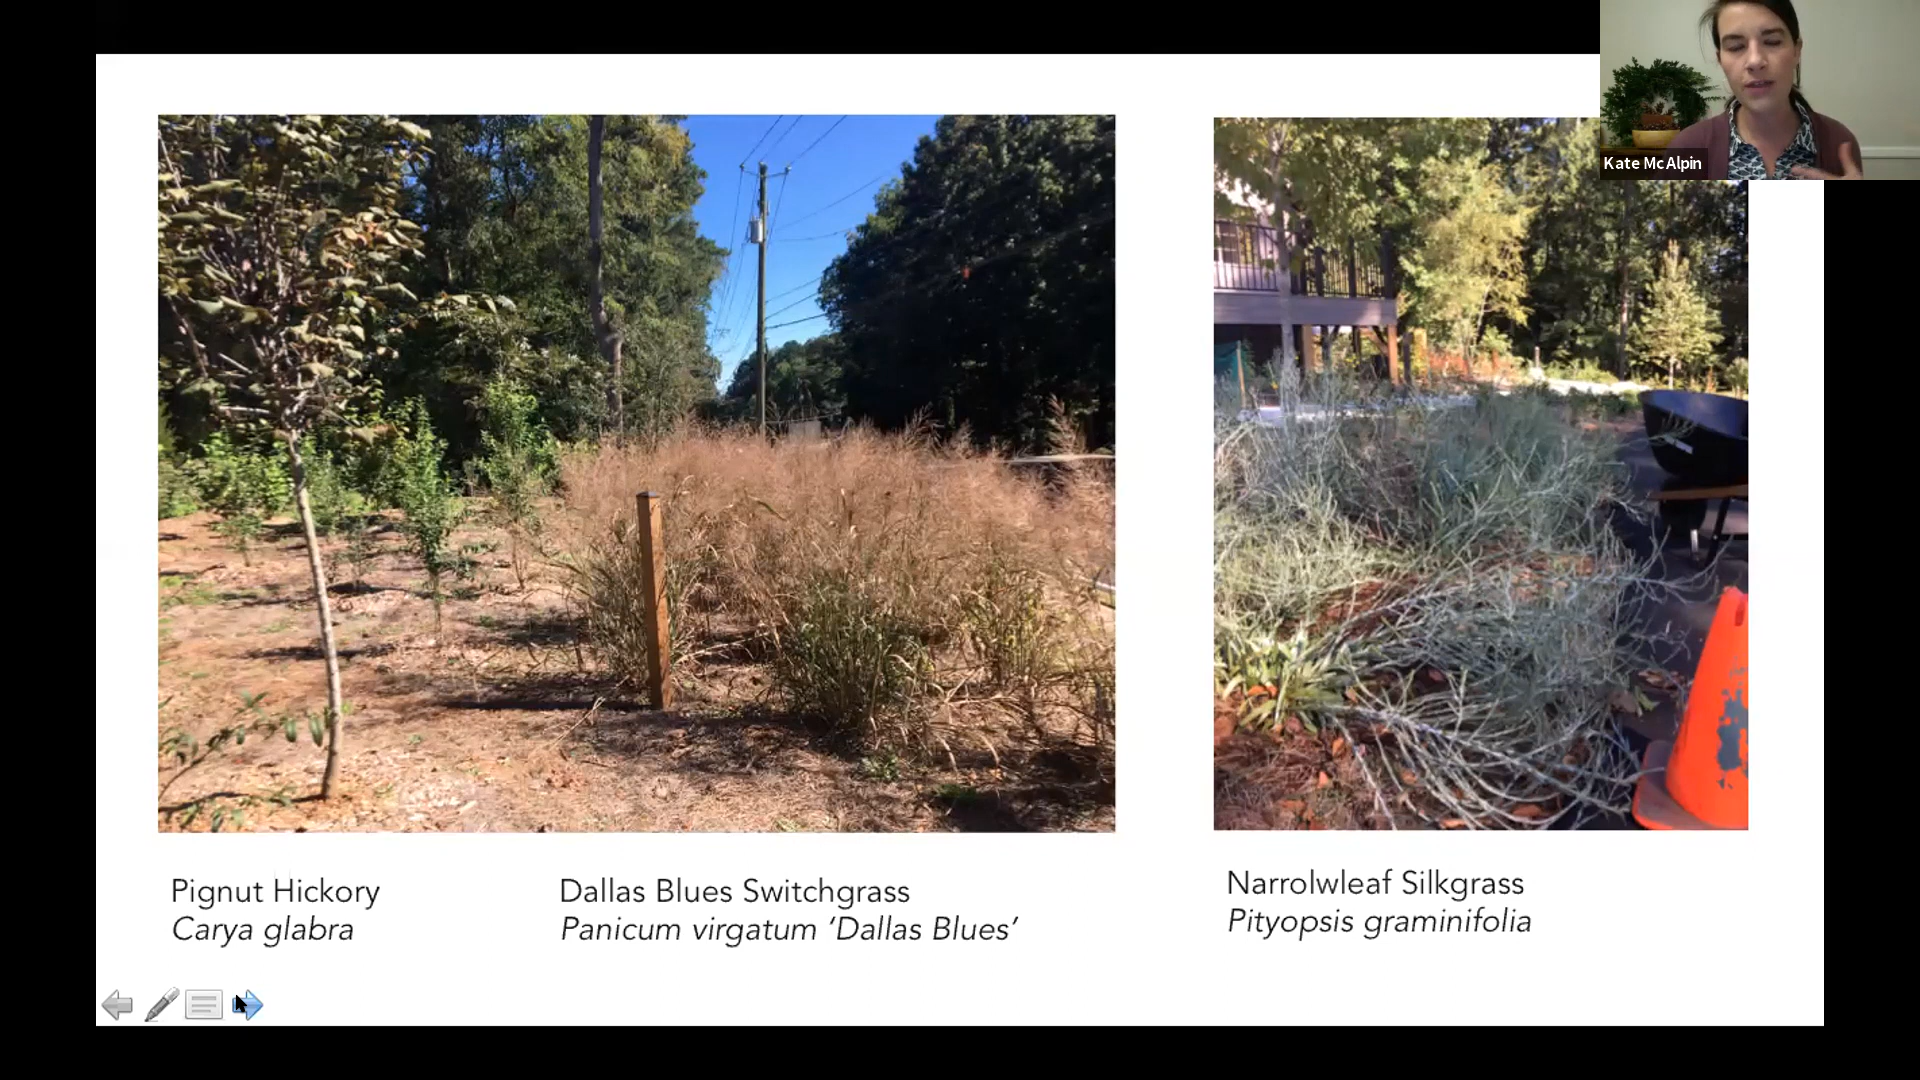 Kate McAlpin
Pignut Hickory
Carya glabra
Dallas Blues Switchgrass
Panicum virgatum ‘Dallas Blues’
Narrolwleaf Silkgrass
Pityopsis graminifolia